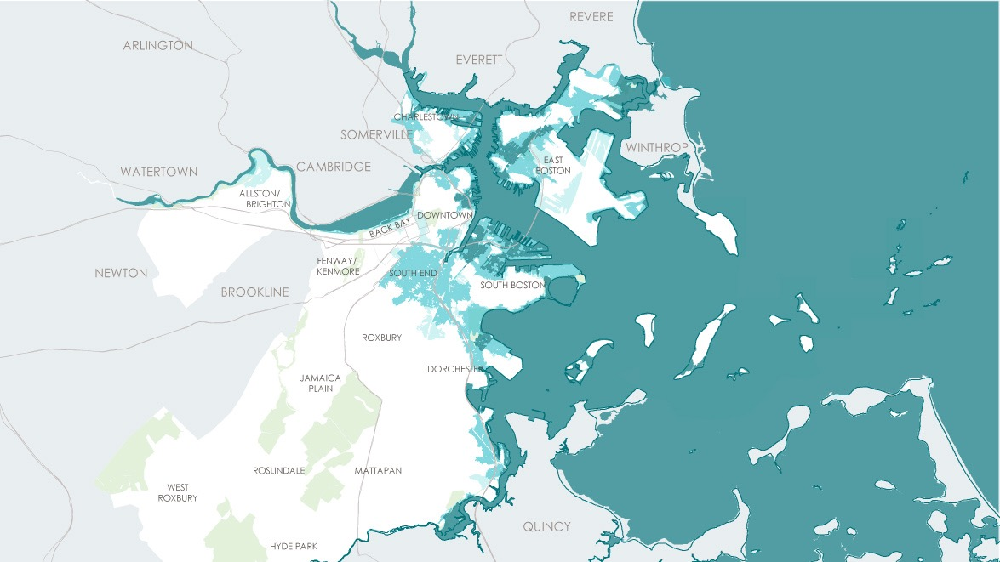 REVERE
ARLINGTON
EVERETT
CHARLESTOWN
SOMERVILLE
WINTHROP
CAMBRIDGE
EAST
BOSTON
WATERTOWN
ALLSTON/
BRIGHTON
DOWNTOWN
BACK BAY
FENWAY/
KENMORE
NEWTON
SOUTH END
SOUTH BOSTON
BROOKLINE
ROXBURY
DORCHESTER
JAMAICA
PLAIN
ROSLINDALE
MATTAPAN
WEST
ROXBURY
QUINCY
HYDE PARK